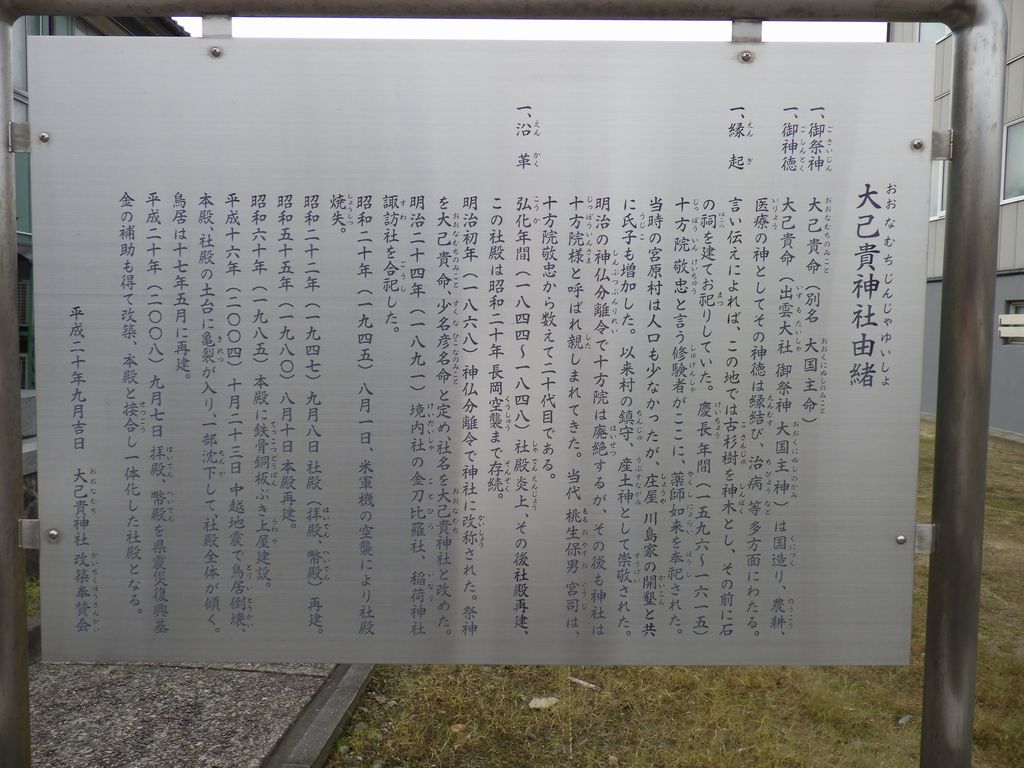 大己貴神社由緒
一、御祭神 大己貴命（別名 大国主命）
一、御神徳 大己貴命（出雲大社 御祭神 大国主神）は国造り、農耕、
医療の神としてその神徳は縁結び、治病 等多方面にわたる。
一、縁起 言い伝えによれば、この地では古杉樹を神木とし、その前に石
の祠を建てお祀りしていた。慶長年間（一五九六～一六一五）
十方院 敬忠と言う修験者がここに、薬師如来を奉祀された。
当時の宮原村は人口も少なかったが、庄屋 川島家の開墾と共
に氏子も増加した。以来村の鎮守、産土神として崇敬された。
明治の神仏分離令で十方院は廃絶するが、その後も神社は
十方院様と呼ばれ親しまれてきた。当代 桃生保男 宮司は、
十方院敬忠から数えて二十代目である。
一、沿革 弘化年間（一八四四～一八四八）社殿炎上、その後社殿再建、
この社殿は昭和二十年長岡空襲まで存続。
明治初年（一八六八）神仏分離令で神社に改称された。祭神
を大己貴命、少名彦名命と定め、社名を大己貴神社と改めた。
明治二十四年（一八九一）境内社の金刀比羅社、稲荷神社
諏訪社を合祀した。
昭和二十年（一九四五）八月一日、米軍機の空襲により社殿
焼失。
昭和二十二年（一九四七）九月八日 社殿（拝殿、幣殿）再建。
昭和五十五年（一九八〇）八月十日 本殿再建。
昭和六十年（一九八五）本殿に鉄骨銅板ぶき上屋建設。
平成十六年（二〇〇四）十月二十三日 中越地震で鳥居倒壊、
本殿、社殿の土台に亀裂が入り、一部沈下して社殿全体が傾く。
鳥居は十七年五月に再建。
平成二十年（二〇〇八）九月七日 拝殿、幣殿を県震災復興基
金の補助も得て改築、本殿と接合し一体化した社殿となる。
平成二十年九月吉日 大己貴神社 改築奉賛会